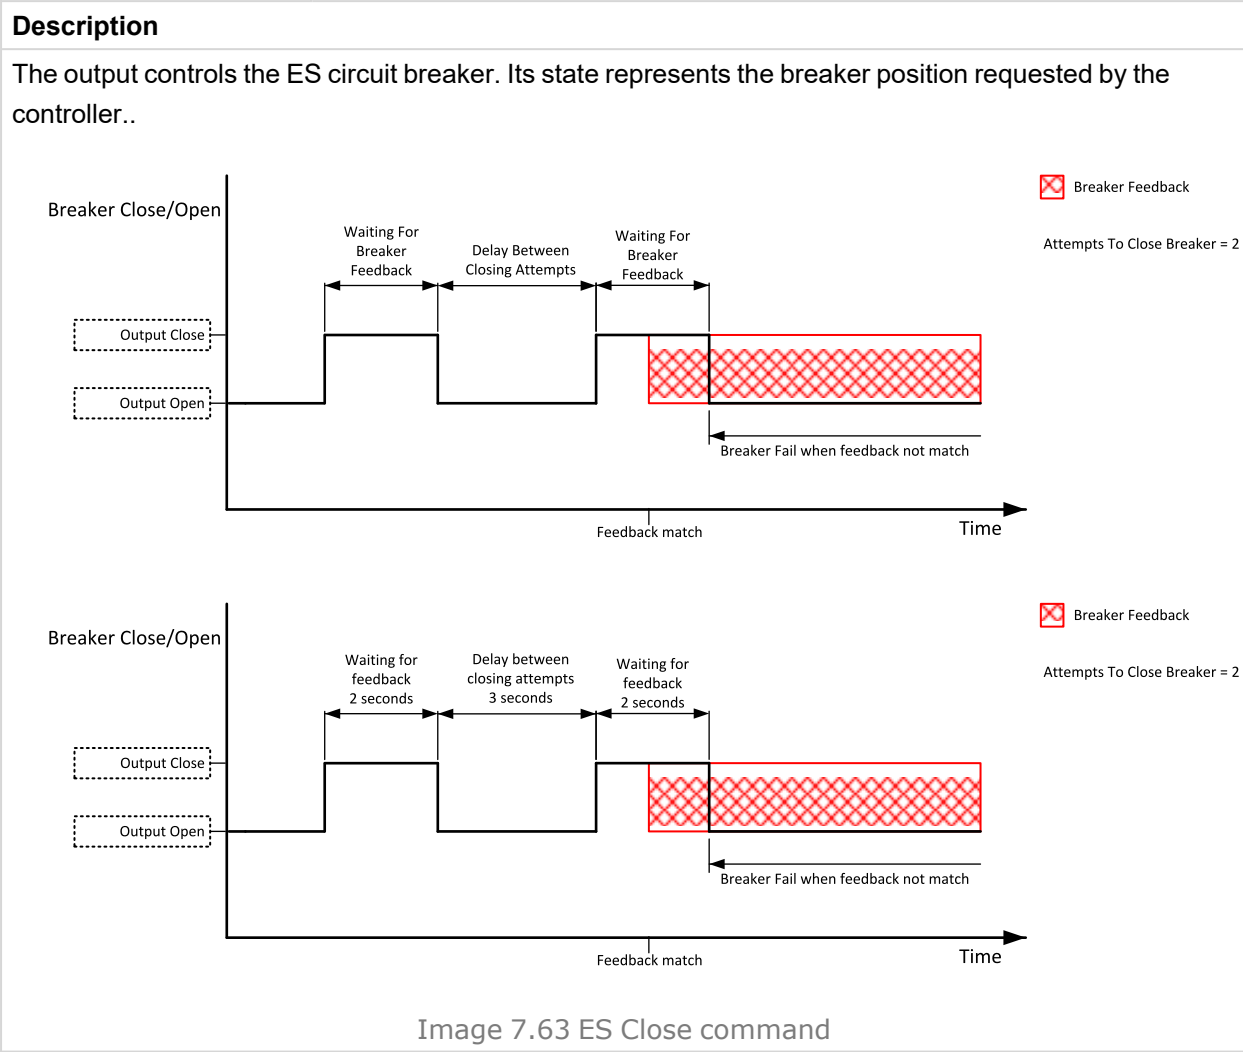 Description
The output controls the ES circuit breaker. Its state represents the breaker position requested by the
controller..
Breaker Close/Open
Waiting For
Breaker
Feedback
Delay Between
Closing Attempts
Waiting For
Breaker
Feedback
Breaker Feedback
Attempts To Close Breaker = 2
Output Close
Output Open
Breaker Fail when feedback not match
Feedback match
Time
Breaker Close/Open
Waiting for
feedback
2 seconds
Delay between
closing attempts
3 seconds
Waiting for
feedback
2 seconds
Breaker Feedback
Attempts To Close Breaker = 2
Output Close
Output Open
Breaker Fail when feedback not match
Feedback match
Time
Image 7.63 ES Close command